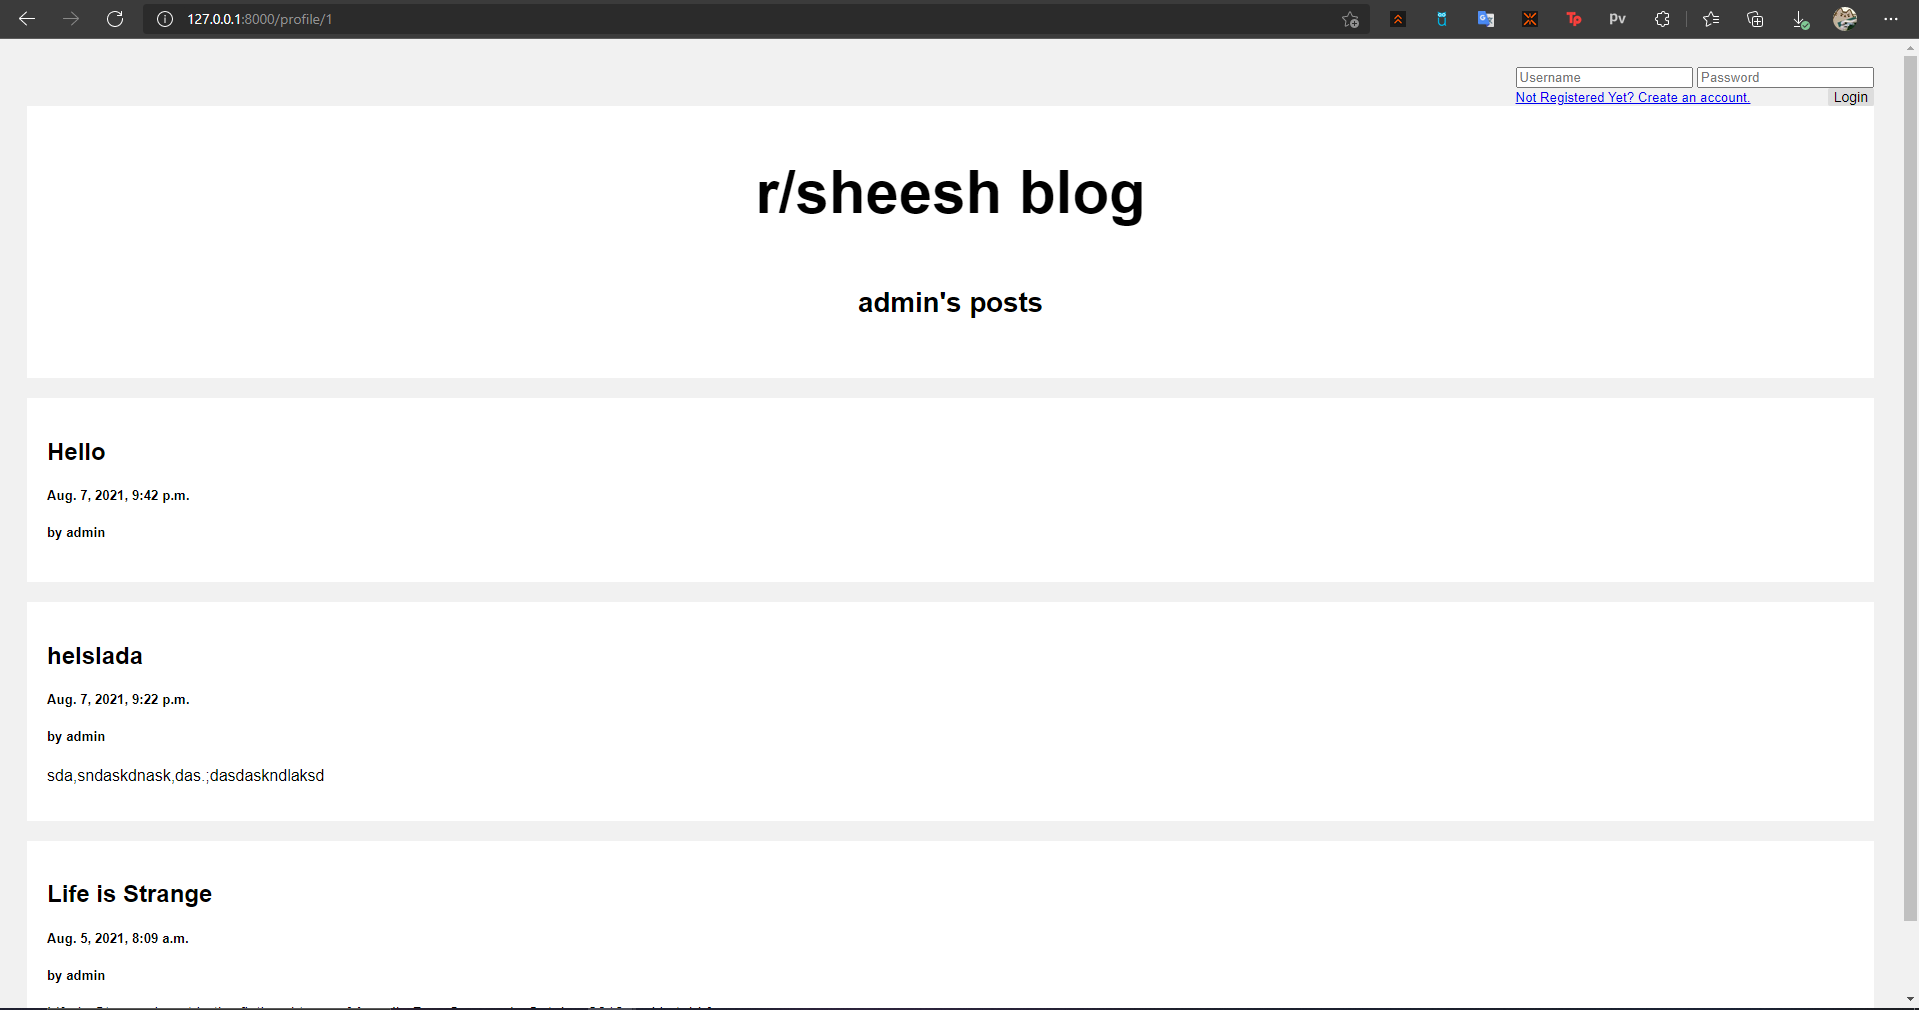 127.0.0.1:8000/profile/1
Tp
PV
Username Password
Not Registered Yet? Create an account. Login
r/sheesh blog
admin's posts
Hello
Aug. 7, 2021, 9:42 p.m.
by admin
helslada
Aug. 7, 2021, 9:22 p.m.
by admin
sda,sndaskdnask,das.;dasdaskndlaksd
Life is Strange
Aug. 5, 2021, 8:09 a.m.
by admin